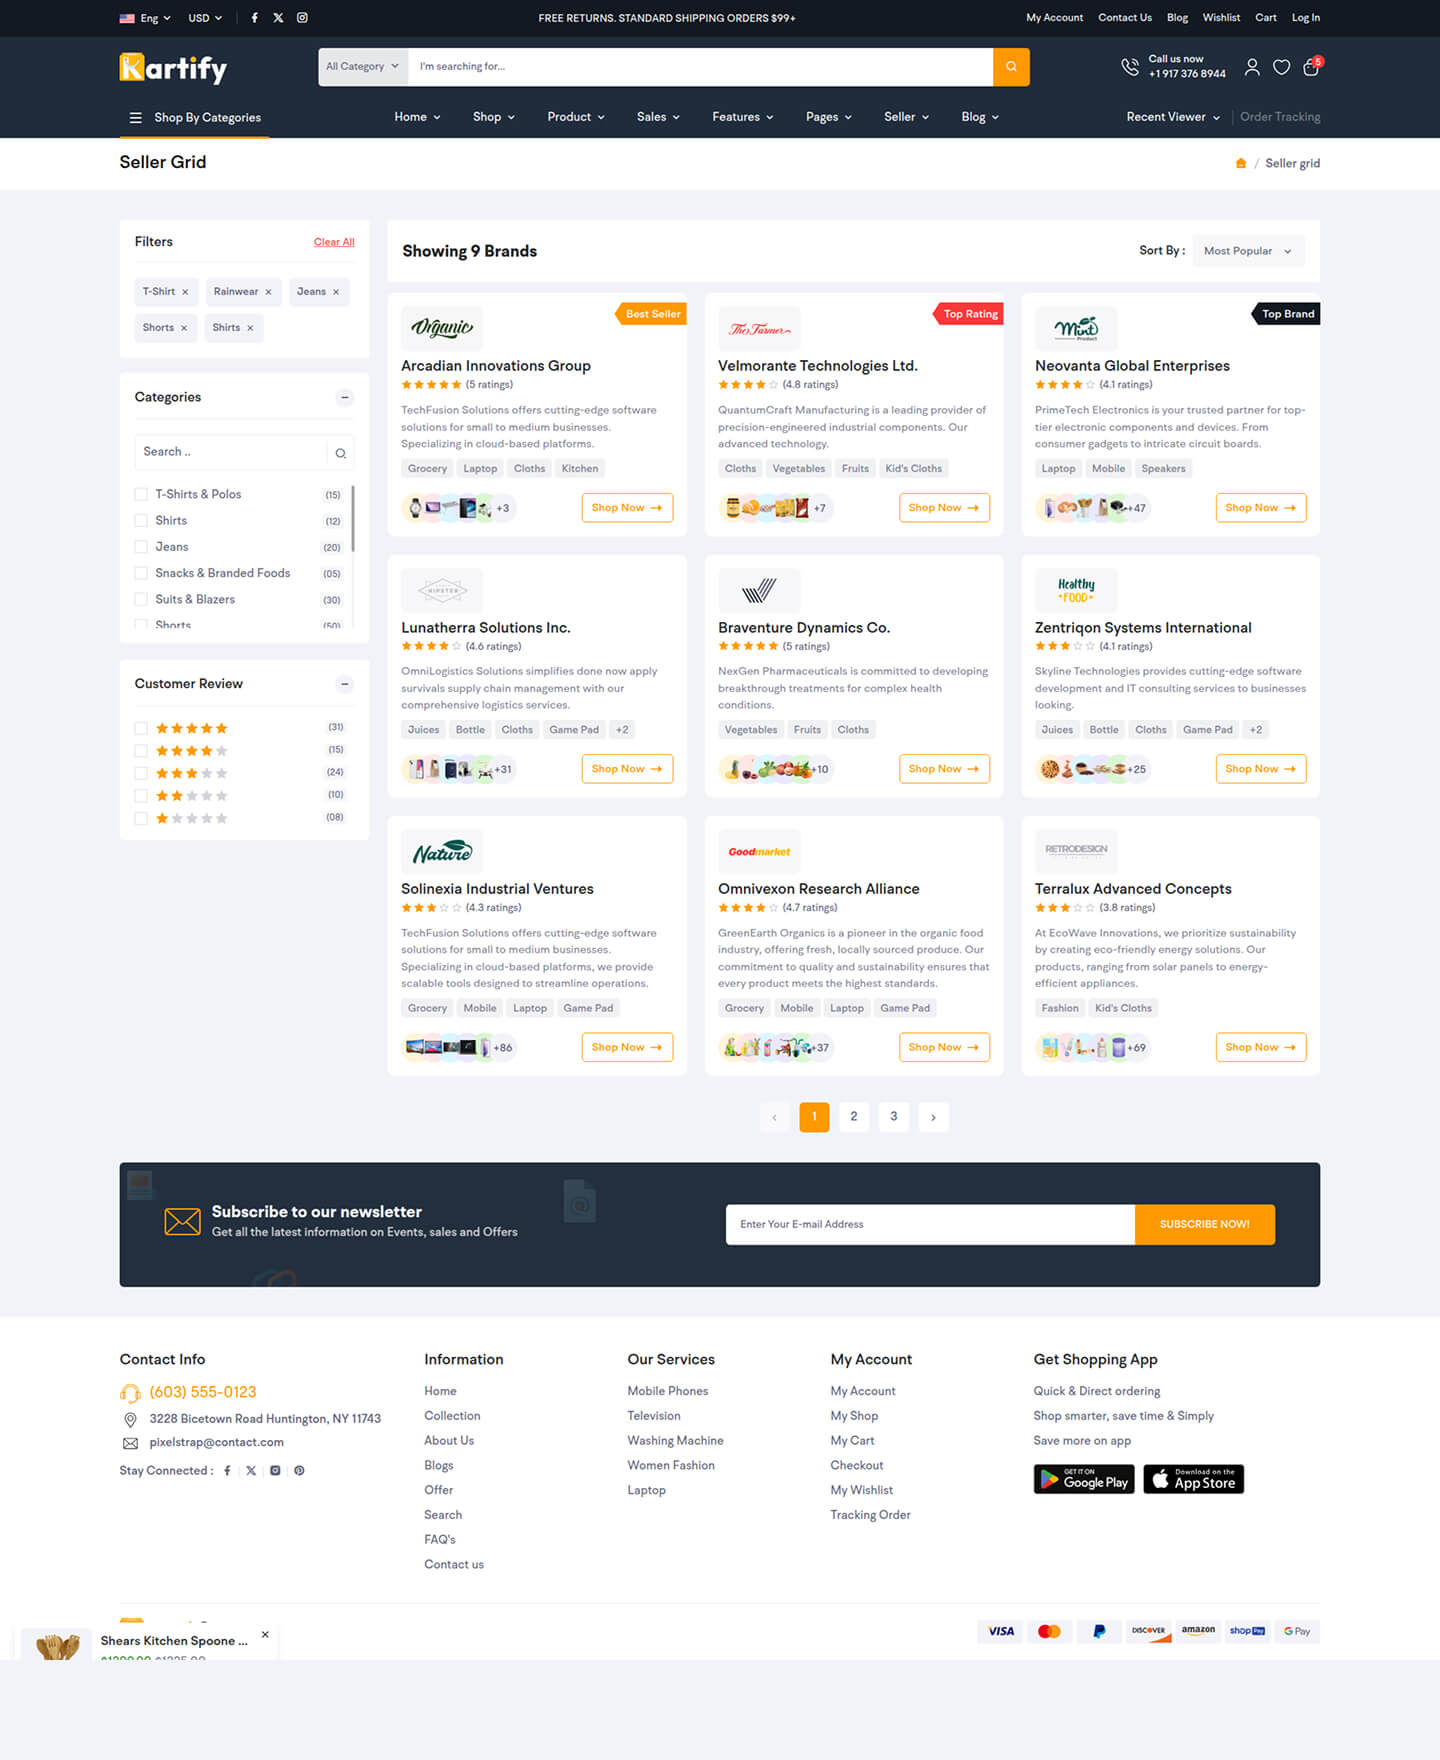 Eng USD FREE RETURNS. STANDARD SHIPPING ORDERS $99+ My Account Contact Us Blog Wishlist Cart Log In
Kartify All Category I'm searching for... Call us now
+1 917 376 8944 5
Shop By Categories Home Shop Product Sales Features Pages Seller Blog Recent Viewer Order Tracking
Seller Grid / Seller grid
Filters Clear All
T-Shirt × Rainwear × Jeans ×
Shorts × Shirts ×
Categories
Search ..
T-Shirts & Polos (15)
Shirts (12)
Jeans (20)
Snacks & Branded Foods (05)
Suits & Blazers (30)
Shorts (50)
Customer Review
(31)
(15)
(24)
(10)
(08)
Showing 9 Brands Sort By : Most Popular
Organic Best Seller
Arcadian Innovations Group
(5 ratings)
TechFusion Solutions offers cutting-edge software
solutions for small to medium businesses.
Specializing in cloud-based platforms.
Grocery Laptop Cloths Kitchen
+3 Shop Now
The Farmer Top Rating
Velmorante Technologies Ltd.
(4.8 ratings)
QuantumCraft Manufacturing is a leading provider of
precision-engineered industrial components. Our
advanced technology.
Cloths Vegetables Fruits Kid's Cloths
+7 Shop Now
Mint Product Top Brand
Neovanta Global Enterprises
(4.1 ratings)
PrimeTech Electronics is your trusted partner for top-
tier electronic components and devices. From
consumer gadgets to intricate circuit boards.
Laptop Mobile Speakers
+47 Shop Now
HIPSTER
Lunatherra Solutions Inc.
(4.6 ratings)
OmniLogistics Solutions simplifies done now apply
survivals supply chain management with our
comprehensive logistics services.
Juices Bottle Cloths Game Pad +2
+31 Shop Now
Braventure Dynamics Co.
(5 ratings)
NexGen Pharmaceuticals is committed to developing
breakthrough treatments for complex health
conditions.
Vegetables Fruits Cloths
+10 Shop Now
Healthy
FOOD
Zentriqon Systems International
(4.1 ratings)
Skyline Technologies provides cutting-edge software
development and IT consulting services to businesses
looking.
Juices Bottle Cloths Game Pad +2
+25 Shop Now
Nature
Solinexia Industrial Ventures
(4.3 ratings)
TechFusion Solutions offers cutting-edge software
solutions for small to medium businesses.
Specializing in cloud-based platforms, we provide
scalable tools designed to streamline operations.
Grocery Mobile Laptop Game Pad
+86 Shop Now
Goodmarket
Omnivexon Research Alliance
(4.7 ratings)
GreenEarth Organics is a pioneer in the organic food
industry, offering fresh, locally sourced produce. Our
commitment to quality and sustainability ensures that
every product meets the highest standards.
Grocery Mobile Laptop Game Pad
+37 Shop Now
RETRODESIGN
Terralux Advanced Concepts
(3.8 ratings)
At EcoWave Innovations, we prioritize sustainability
by creating eco-friendly energy solutions. Our
products, ranging from solar panels to energy-
efficient appliances.
Fashion Kid's Cloths
+69 Shop Now
‹ 1 2 3 ›
Subscribe to our newsletter
Get all the latest information on Events, sales and Offers
Enter Your E-mail Address SUBSCRIBE NOW!
Contact Info
(603) 555-0123
3228 Bicetown Road Huntington, NY 11743
pixelstrap@contact.com
Stay Connected :
Information
Home
Collection
About Us
Blogs
Offer
Search
FAQ's
Contact us
Our Services
Mobile Phones
Television
Washing Machine
Women Fashion
Laptop
My Account
My Account
My Shop
My Cart
Checkout
My Wishlist
Tracking Order
Get Shopping App
Quick & Direct ordering
Shop smarter, save time & Simply
Save more on app
GET IT ON
Google Play
Download on the
App Store
Shears Kitchen Spoone ... ×
VISA DISCOVER amazon shop Pay G Pay